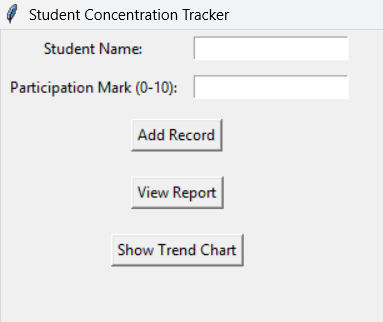 Student Concentration Tracker
Student Name:
Participation Mark (0-10):
Add Record
View Report
Show Trend Chart